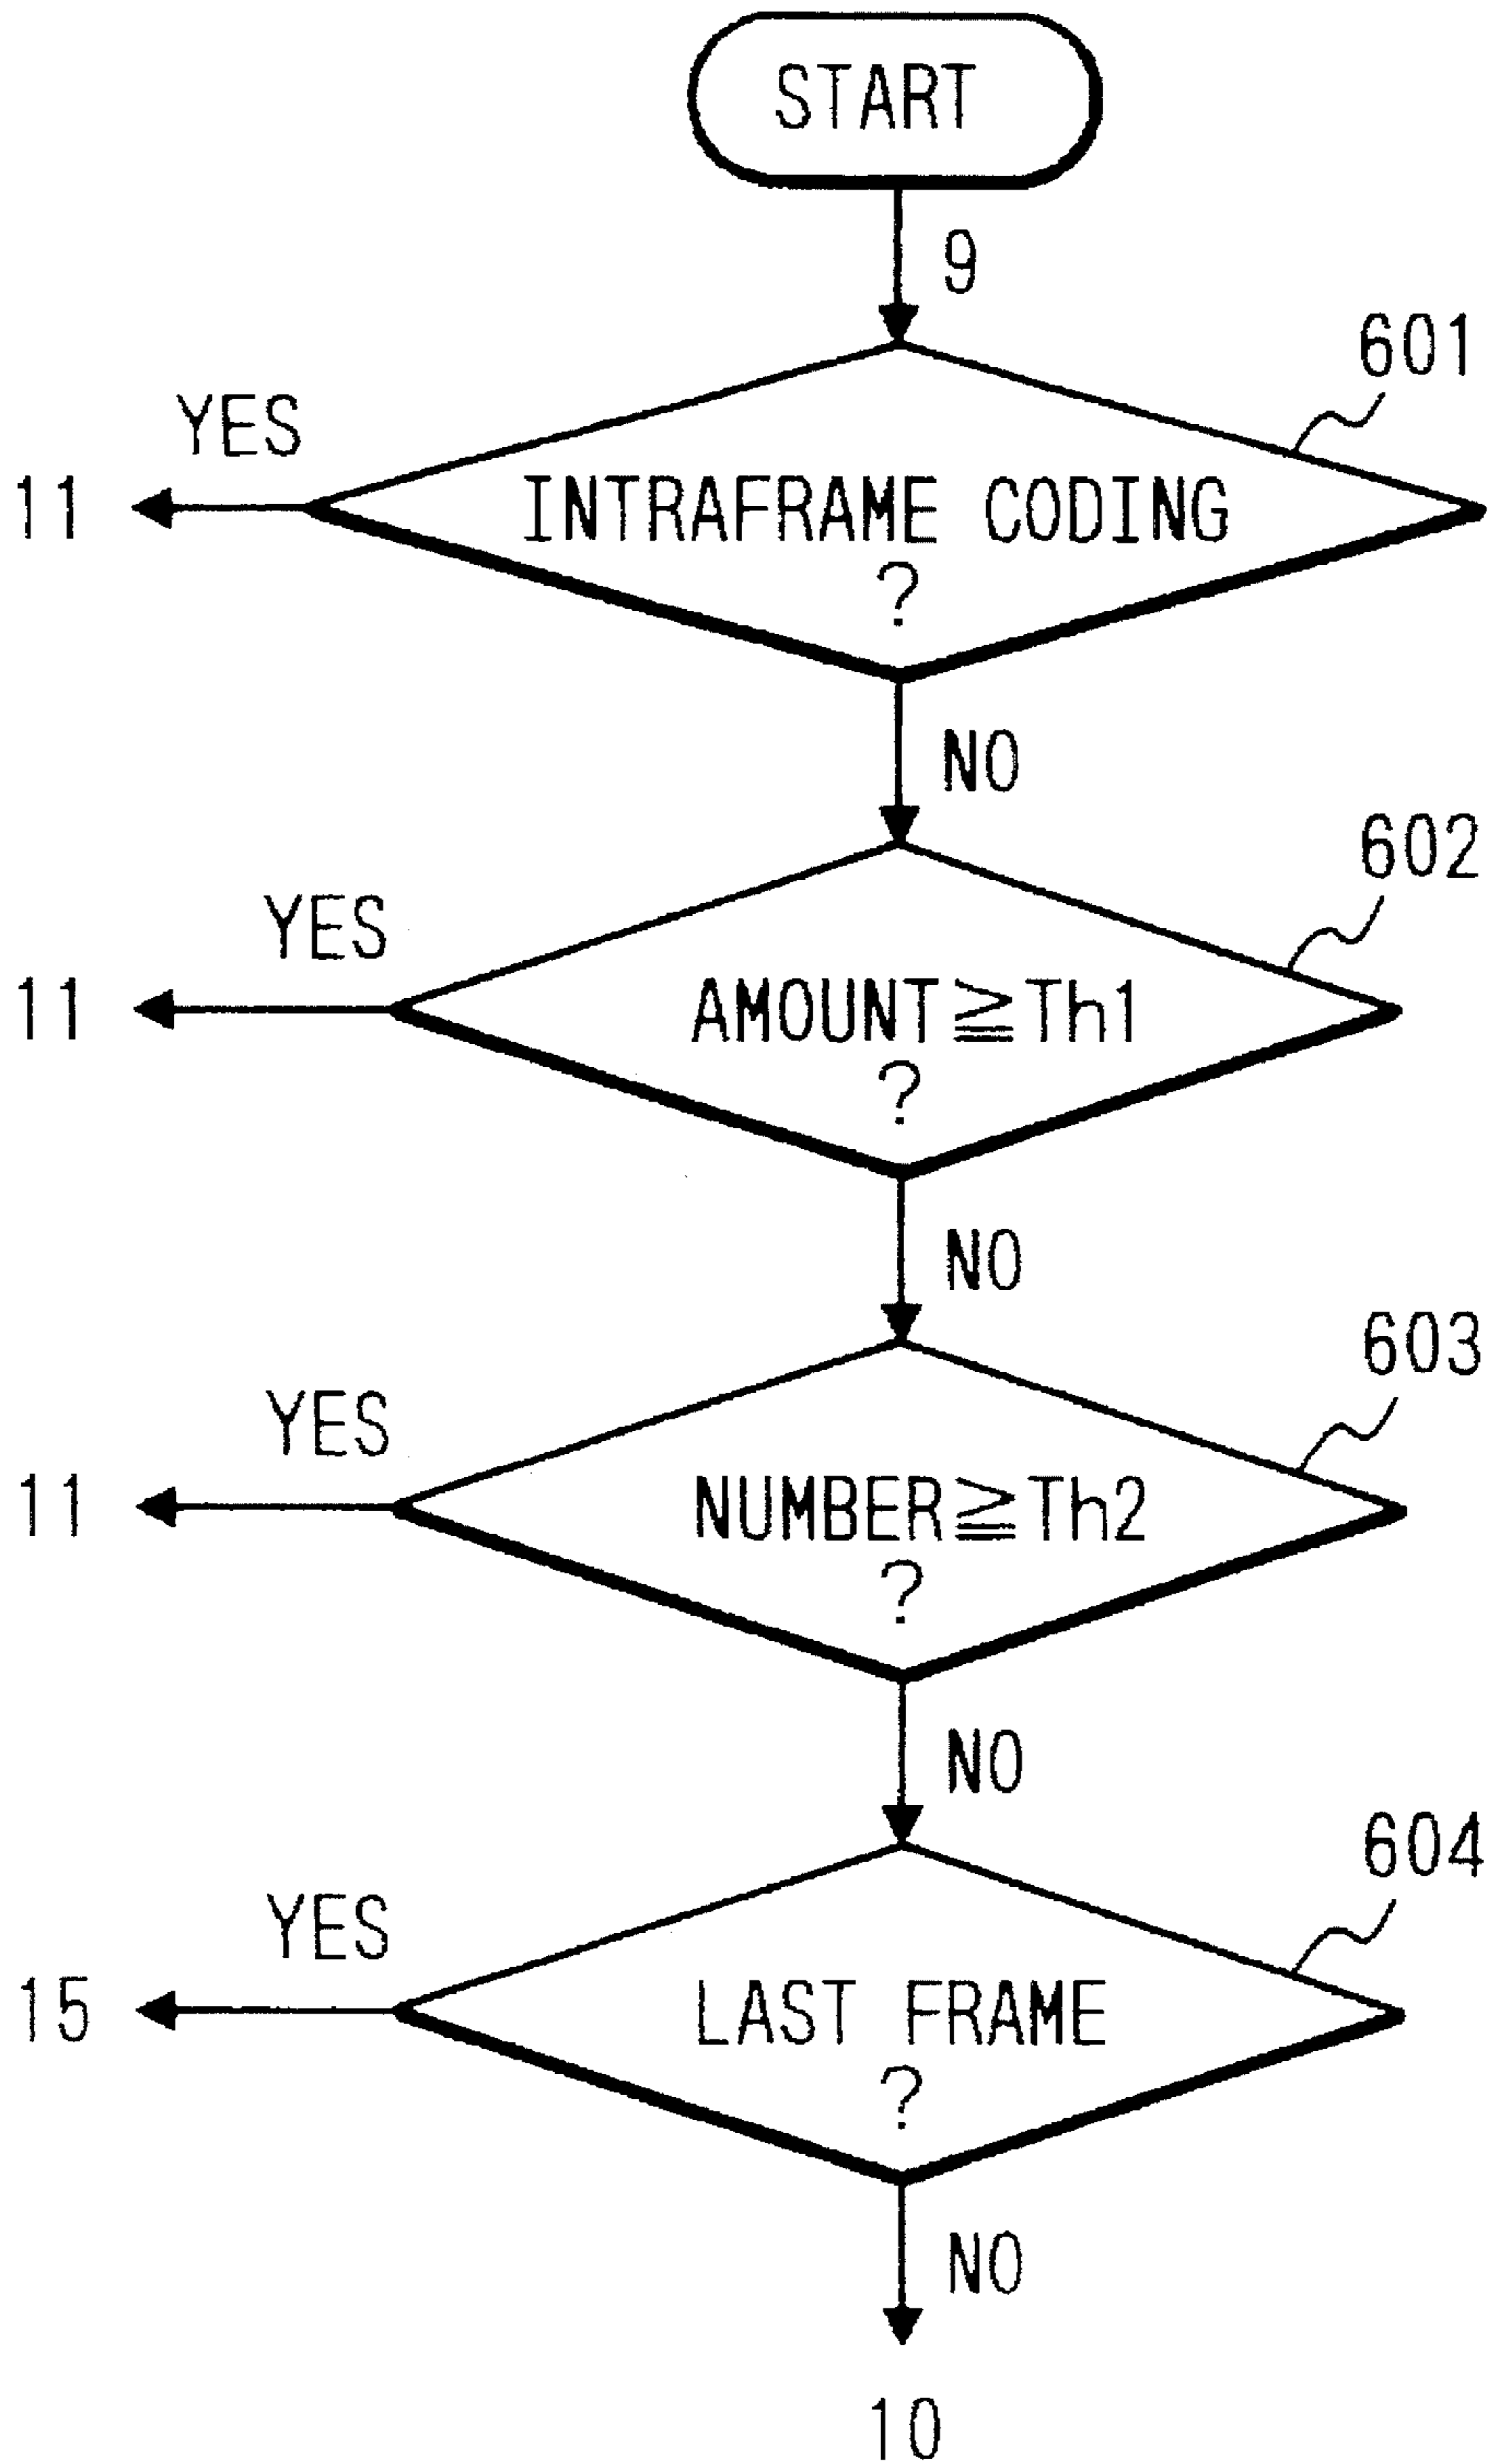 START
9
601
YES
11
INTRAFRAME CODING
?
NO
602
YES
11
AMOUNT≧Th1
?
NO
603
YES
11
NUMBER≧Th2
?
NO
604
YES
15
LAST FRAME
?
NO
10